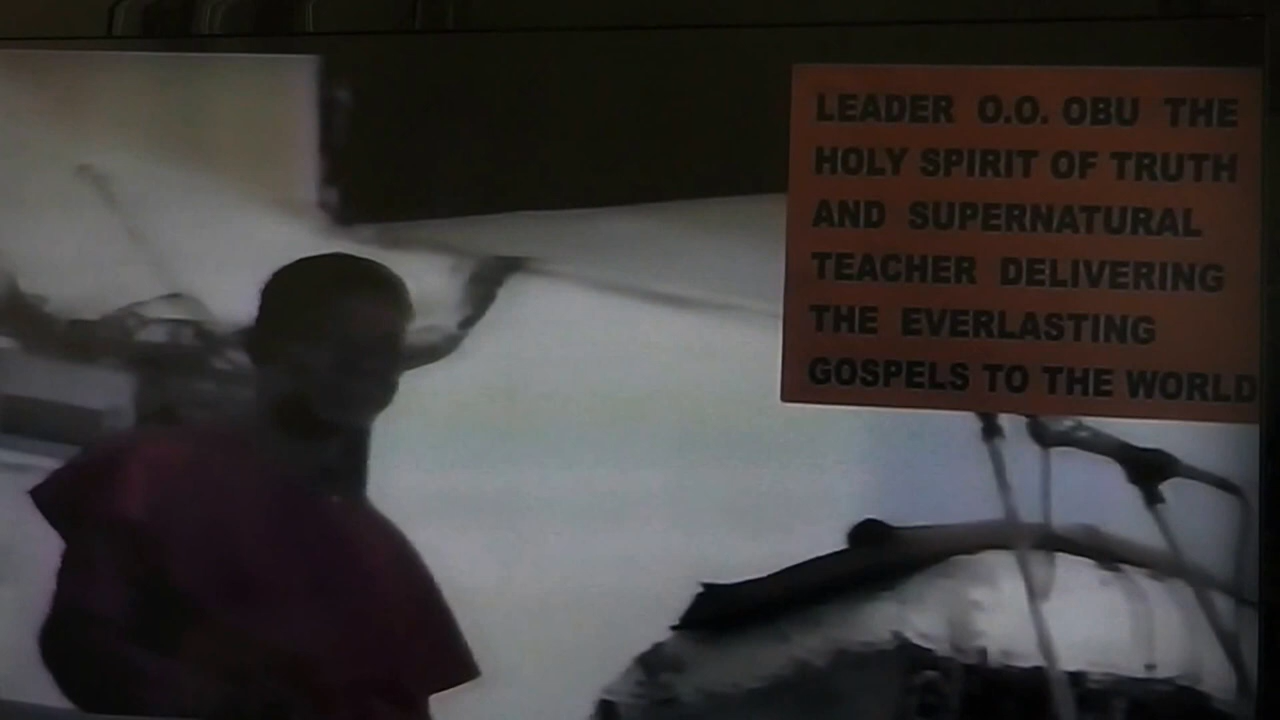 LEADER O.O. OBU THE
HOLY SPIRIT OF TRUTH
AND SUPERNATURAL
TEACHER DELIVERING
THE EVERLASTING
GOSPELS TO THE WORLD